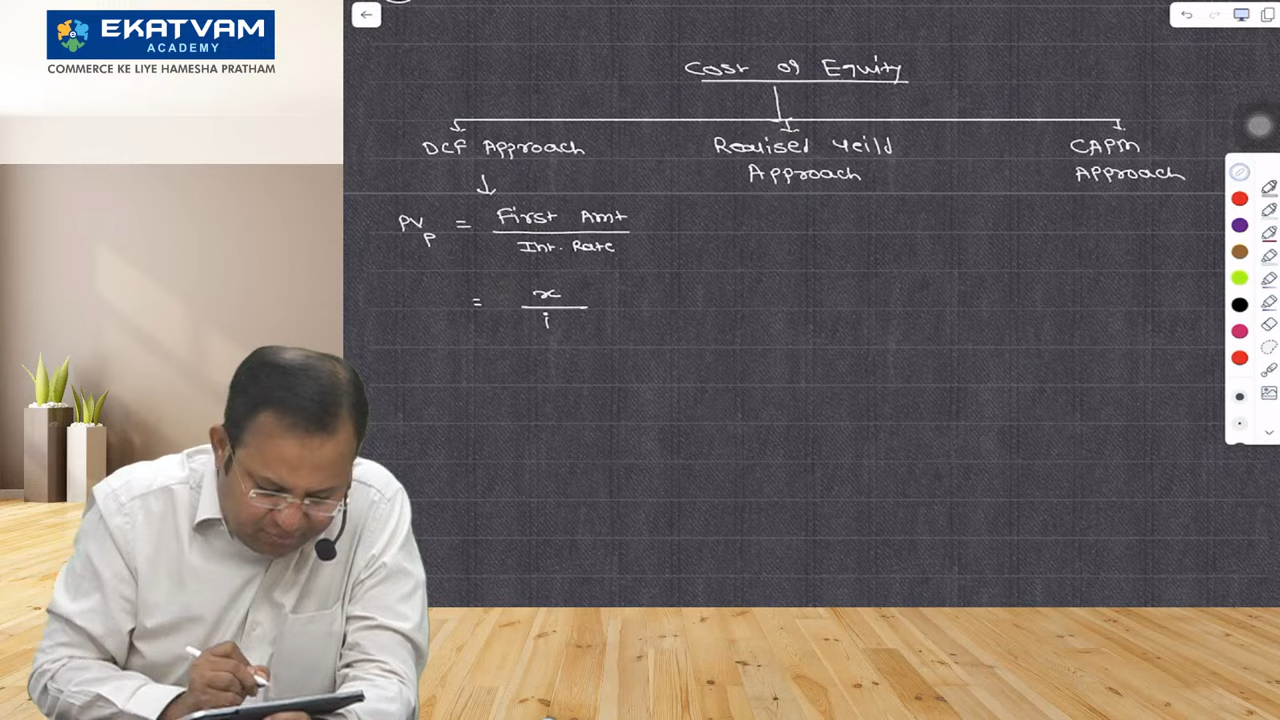 EKATVAM
ACADEMY
COMMERCE KE LIYE HAMESHA PRATHAM
Cost of Equity
DCF Approach
Realised Yeild
Approach
CAPM
Approach
PVp = First Amt
Int. Rate
= x
i